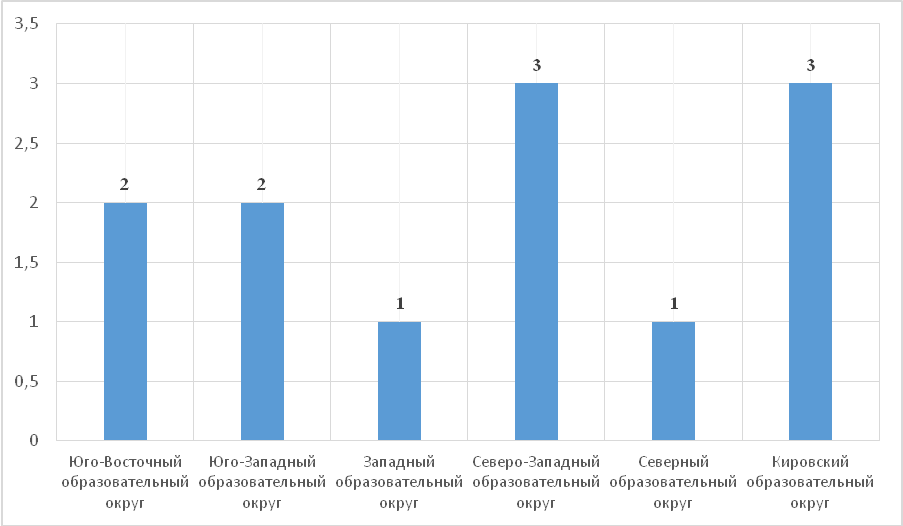 3,5
3
2,5
2
1,5
1
0,5
0
2
2
1
3
1
3
Юго-Восточный образовательный округ
Юго-Западный образовательный округ
Западный образовательный округ
Северо-Западный образовательный округ
Северный образовательный округ
Кировский образовательный округ